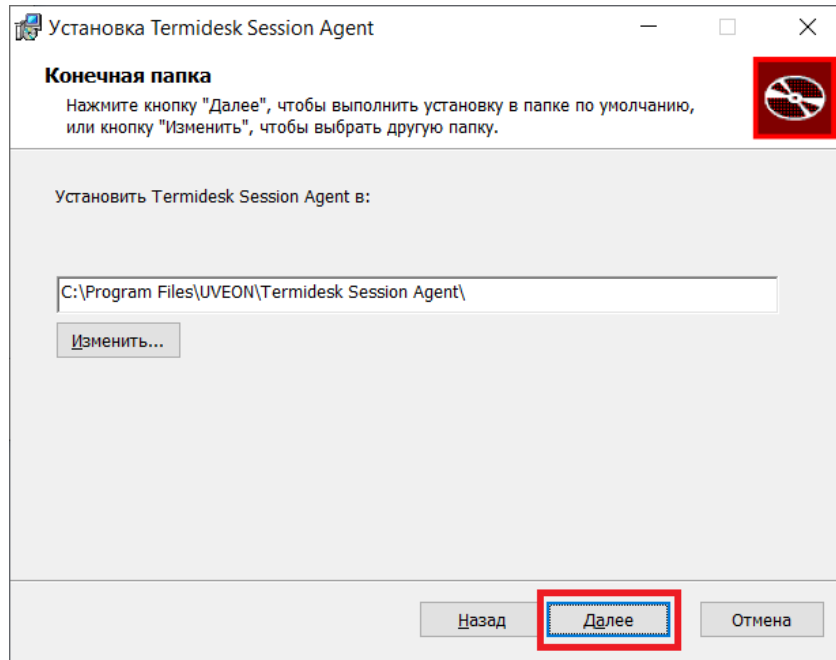 Установка Termidesk Session Agent
Конечная папка
Нажмите кнопку "Далее", чтобы выполнить установку в папке по умолчанию,
или кнопку "Изменить", чтобы выбрать другую папку.
Установить Termidesk Session Agent в:
C:\Program Files\UVEON\Termidesk Session Agent\
Изменить...
Назад Далее Отмена